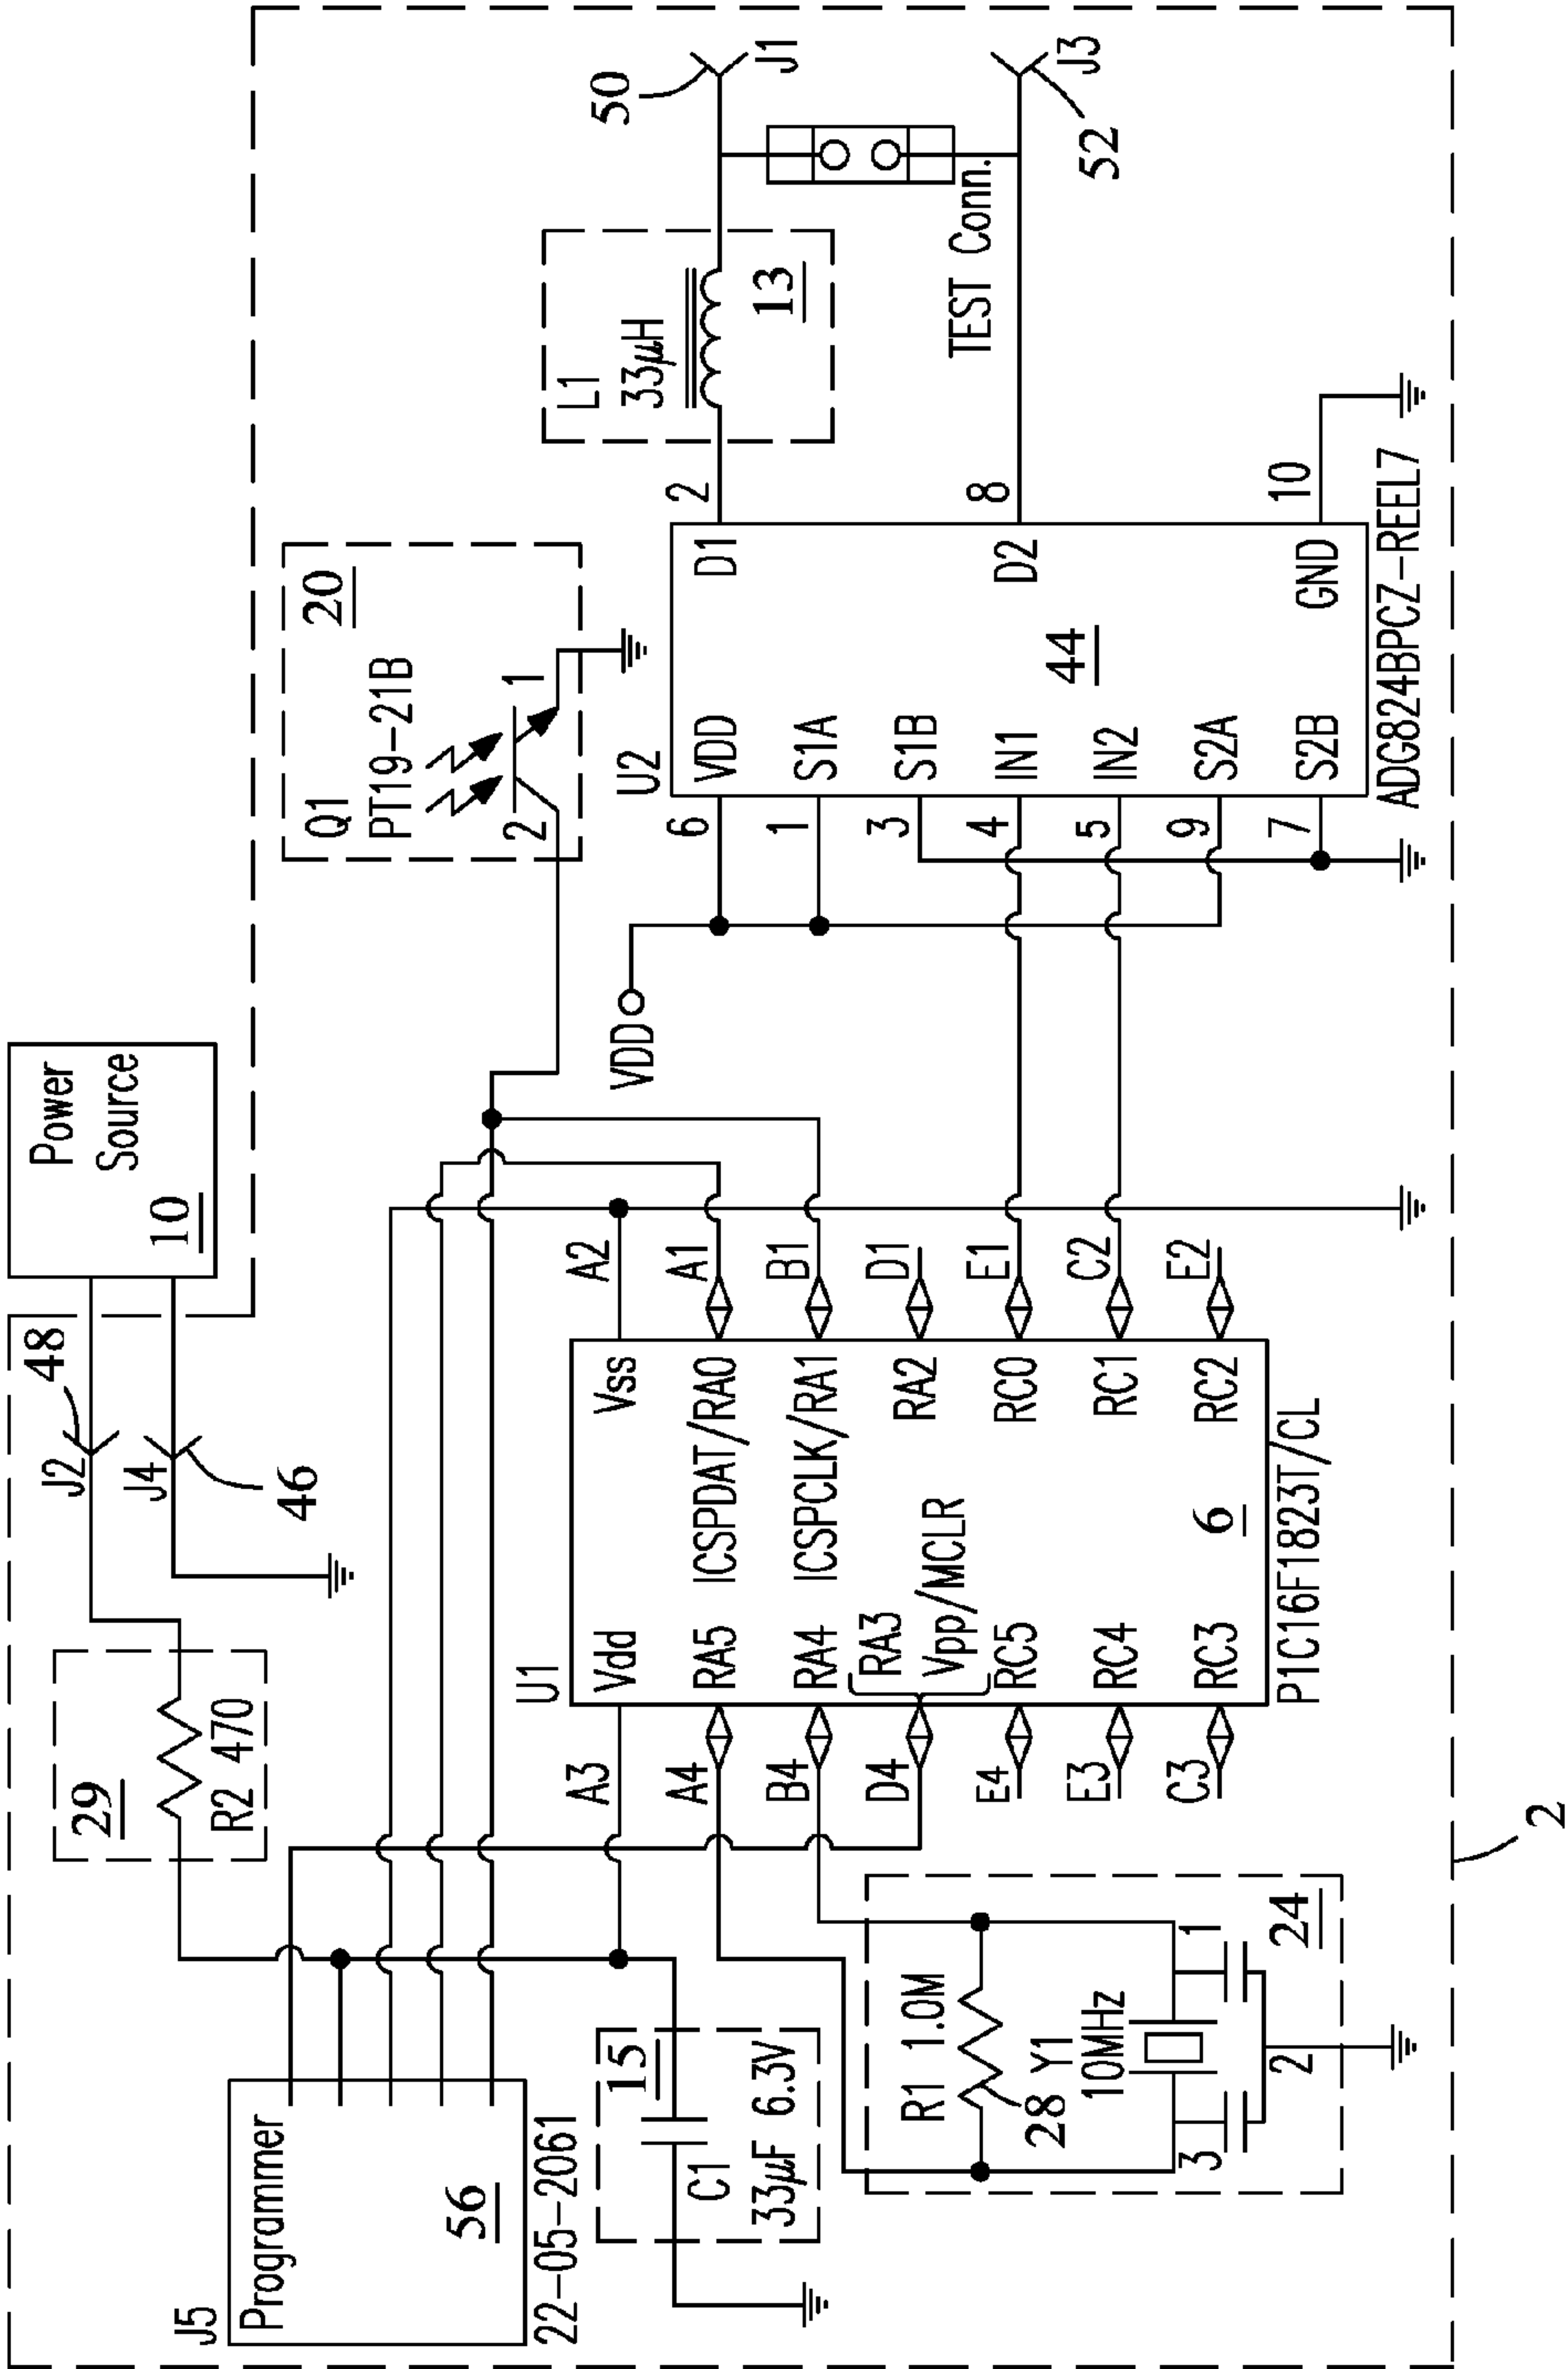 Power
Source
10
J2
48
J4
46
29
R2 470
J5
Programmer
56
22-05-2061
15
C1
33µF 6.3V
U1
Vdd
RA5
RA4
RA3
Vpp/MCLR
RC5
RC4
RC3
Vss
ICSPDAT/RA0
ICSPCLK/RA1
RA2
RC0
RC1
RC2
6
P1C16F1823T/CL
A3
A4
B4
D4
E4
E3
C3
A2
A1
B1
D1
E1
C2
E2
R1 1.0M
28
Y1
10MHz
1
2
3
24
Q1
20
PT19-21B
2
1
VDD
U2
VDD
S1A
S1B
IN1
IN2
S2A
S2B
6
1
3
4
5
9
7
D1
D2
GND
44
2
8
10
ADG824BPCZ-REEL7
L1
33µH
13
TEST Conn.
50
J1
J3
52
2